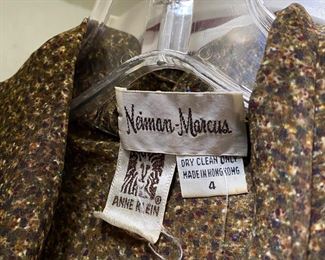 Neiman-Marcus
DRY CLEAN ONLY
MADE IN HONG KONG
4
®
ANNE KLEIN